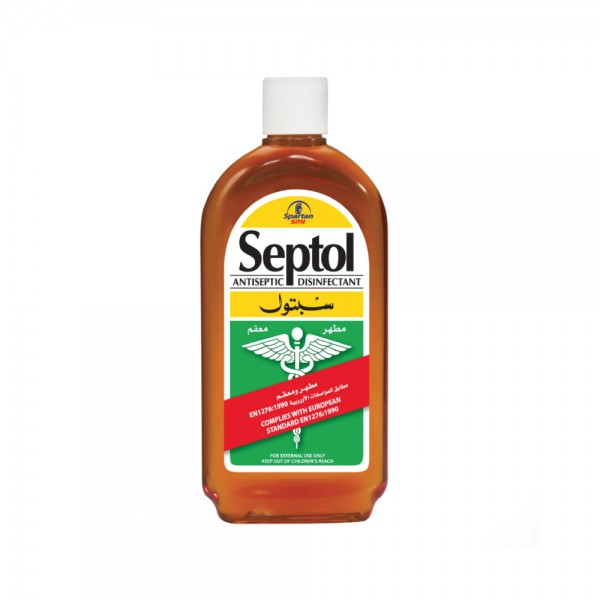 Spartan
SMI
Septol
ANTISEPTIC DISINFECTANT
سبتول
مطهر معقم
مطهر ومعقم
مطابق المواصفات الأوروبية EN1276:1990
COMPLIES WITH EUROPEAN
STANDARD EN1276:1990
FOR EXTERNAL USE ONLY
KEEP OUT OF CHILDREN'S REACH